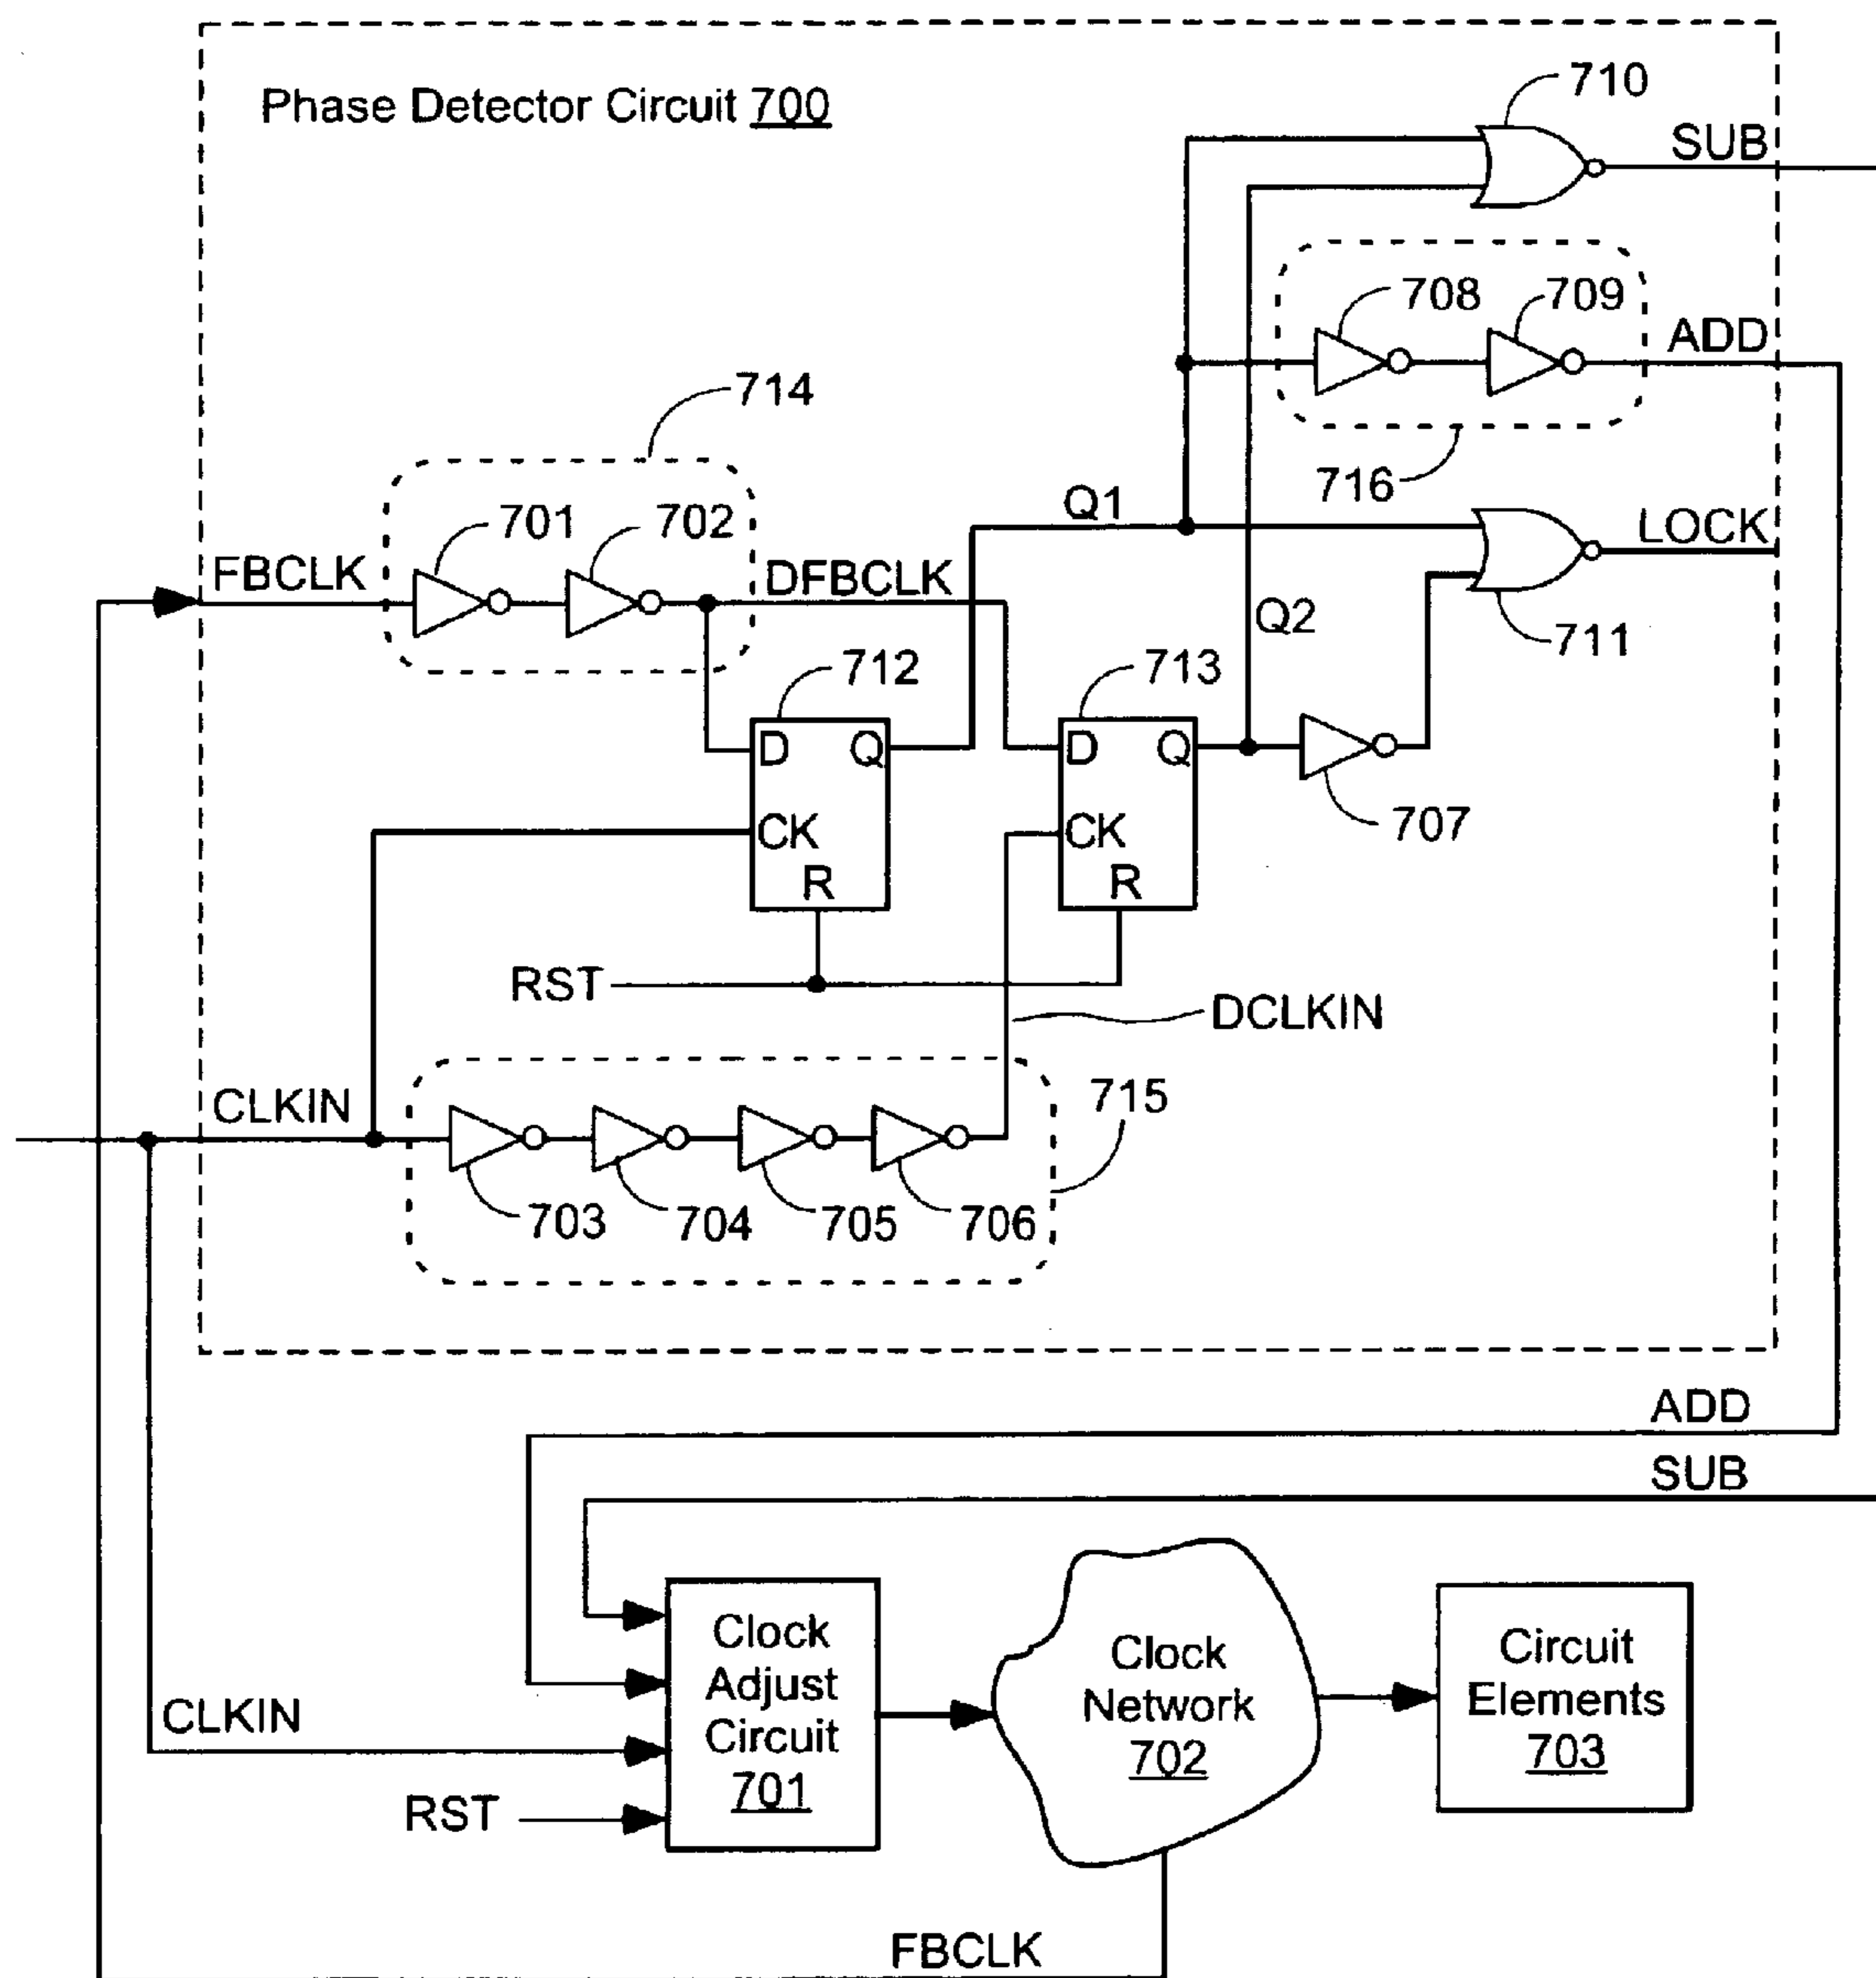 710
Phase Detector Circuit 700
SUB
708
709
ADD
714
716
Q1
701
702
LOCK
FBCLK
DFBCLK
Q2
711
712
713
D
Q
D
Q
707
CK
CK
R
R
RST
DCLKIN
CLKIN
715
703
704
705
706
ADD
SUB
Clock
Adjust
Circuit
701
Clock
Network
702
Circuit
Elements
703
CLKIN
RST
FBCLK